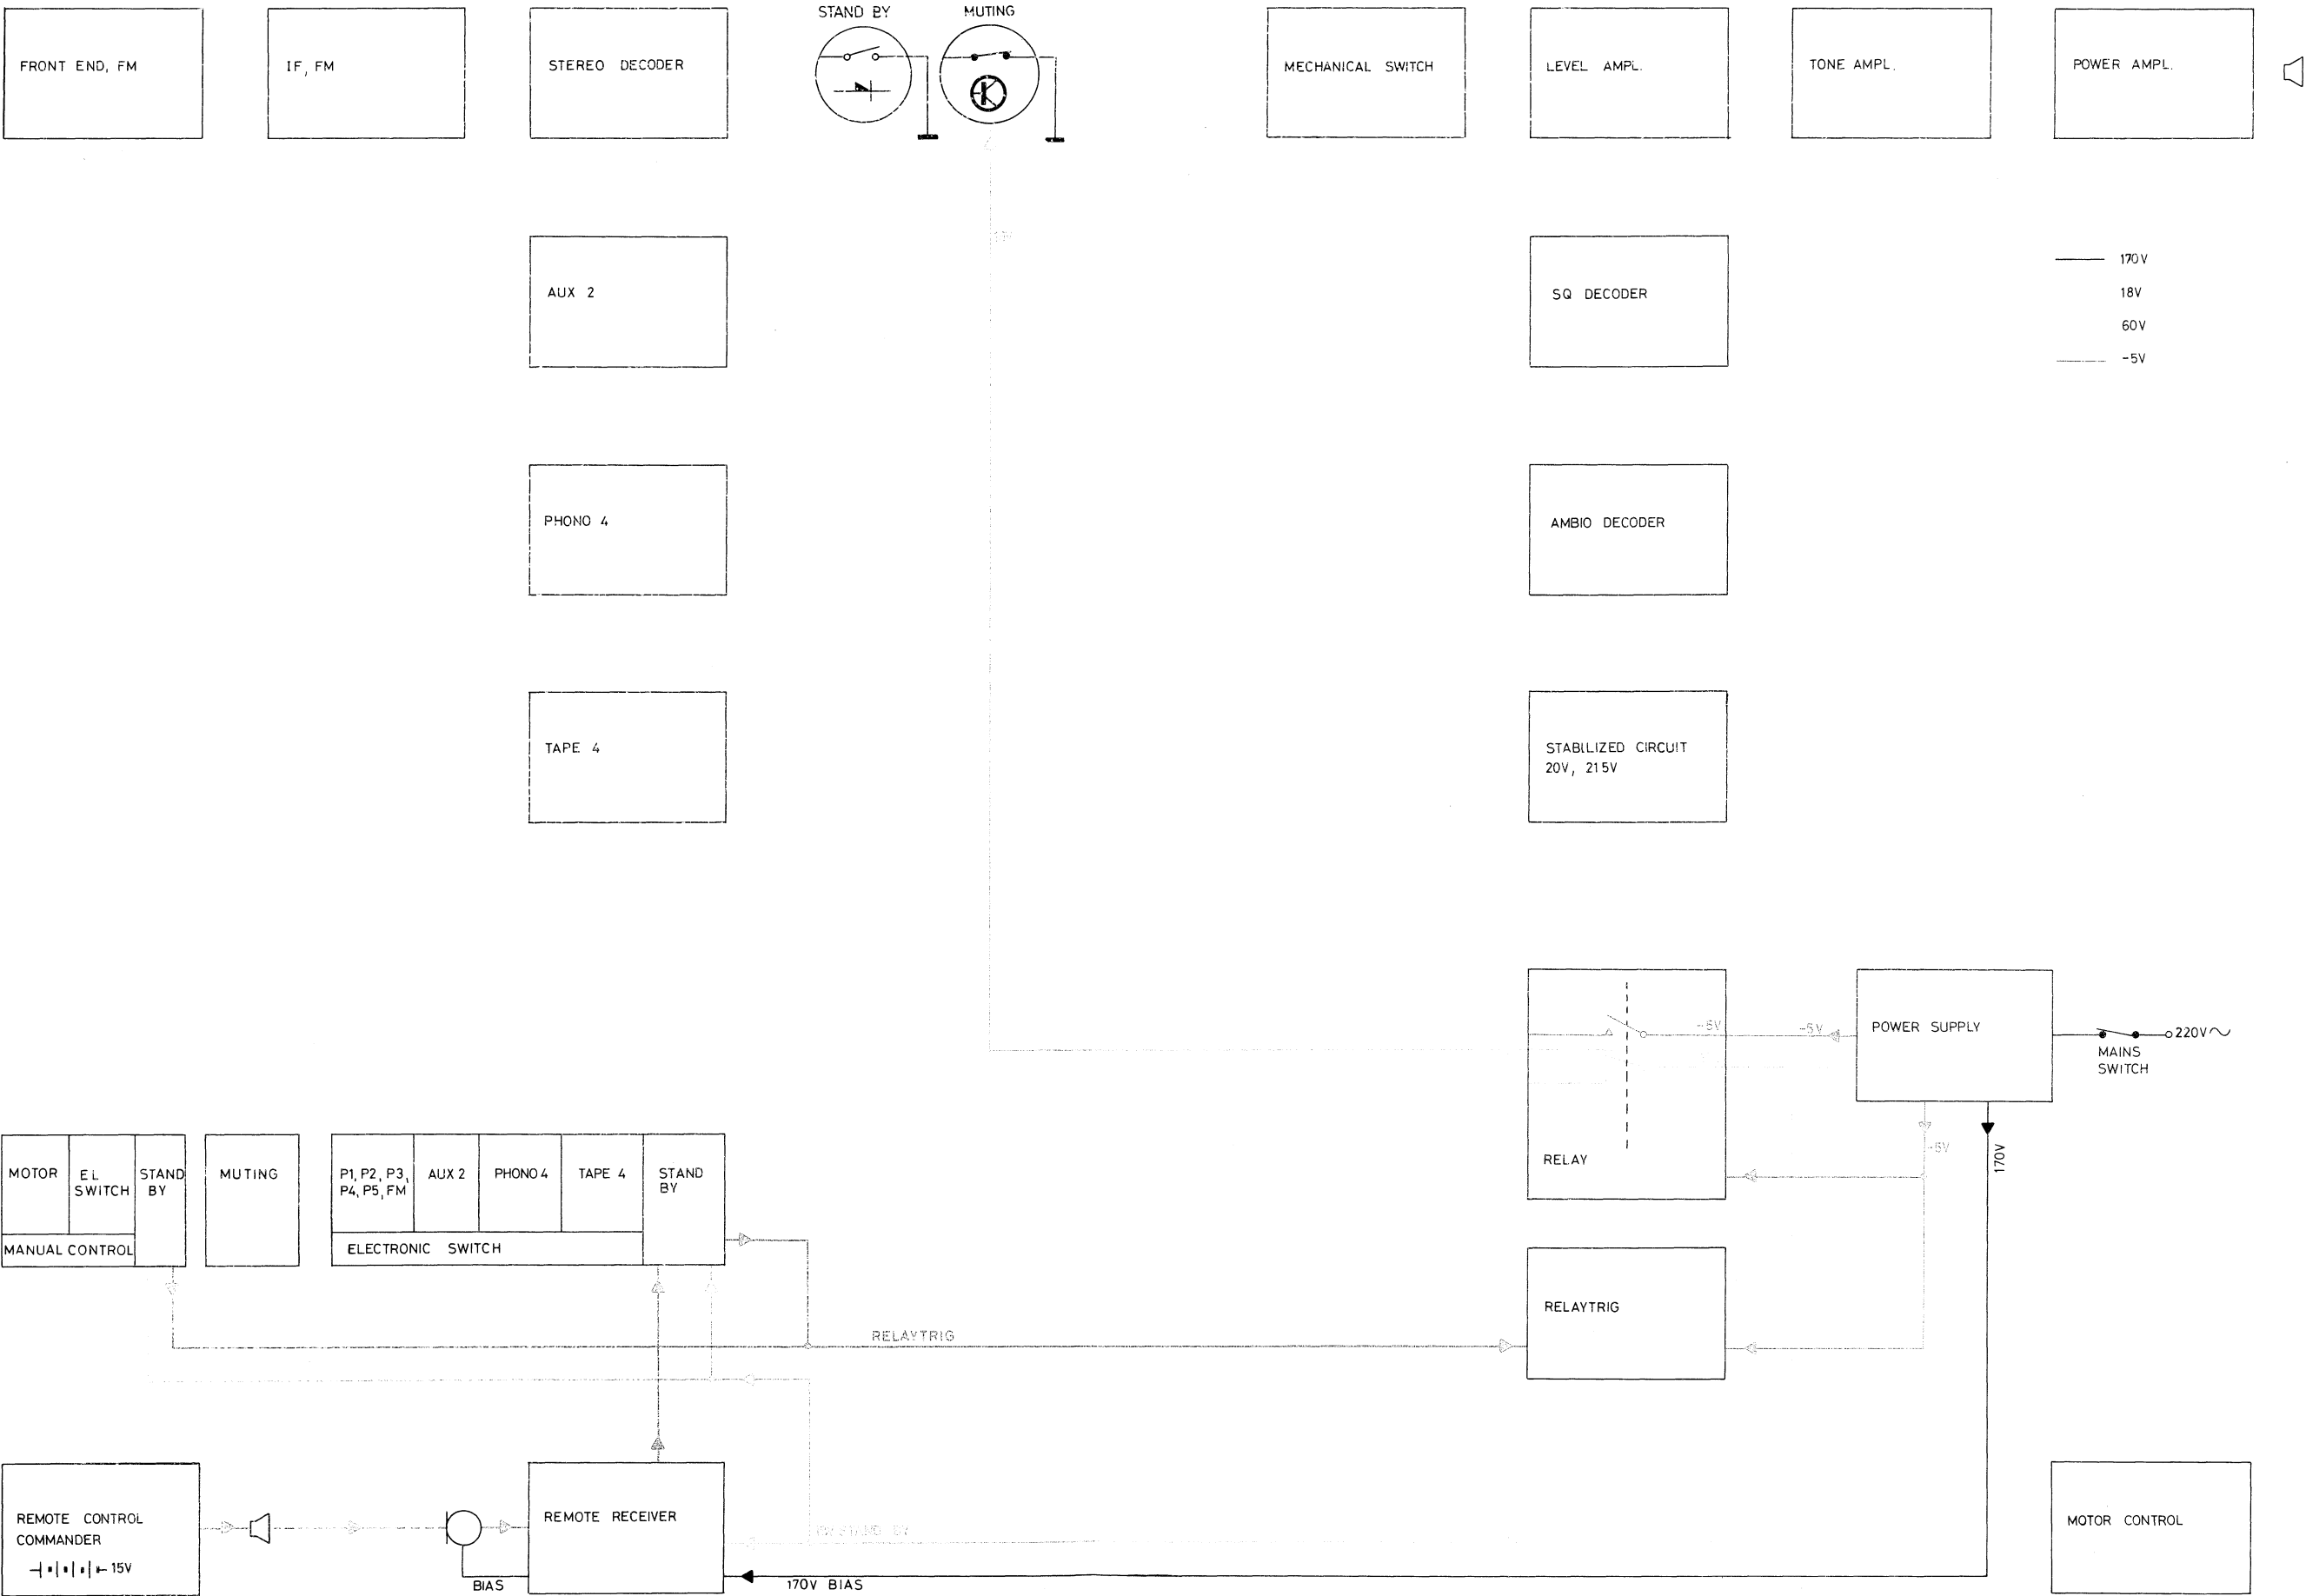 STAND BY
MUTING
FRONT END, FM
IF, FM
STEREO DECODER
MECHANICAL SWITCH
LEVEL AMPL.
TONE AMPL.
POWER AMPL.
AUX 2
SQ DECODER
170V
18V
60V
-5V
PHONO 4
AMBIO DECODER
TAPE 4
STABILIZED CIRCUIT
20V, 215V
-5V
-5V
POWER SUPPLY
220V~
MAINS
SWITCH
-5V
170V
RELAY
MOTOR
EL
SWITCH
STAND
BY
MANUAL CONTROL
MUTING
P1, P2, P3,
P4, P5, FM
AUX 2
PHONO 4
TAPE 4
STAND
BY
ELECTRONIC SWITCH
RELAYTRIG
RELAYTRIG
REMOTE CONTROL
COMMANDER
15V
BIAS
REMOTE RECEIVER
STAND BY
170V BIAS
MOTOR CONTROL